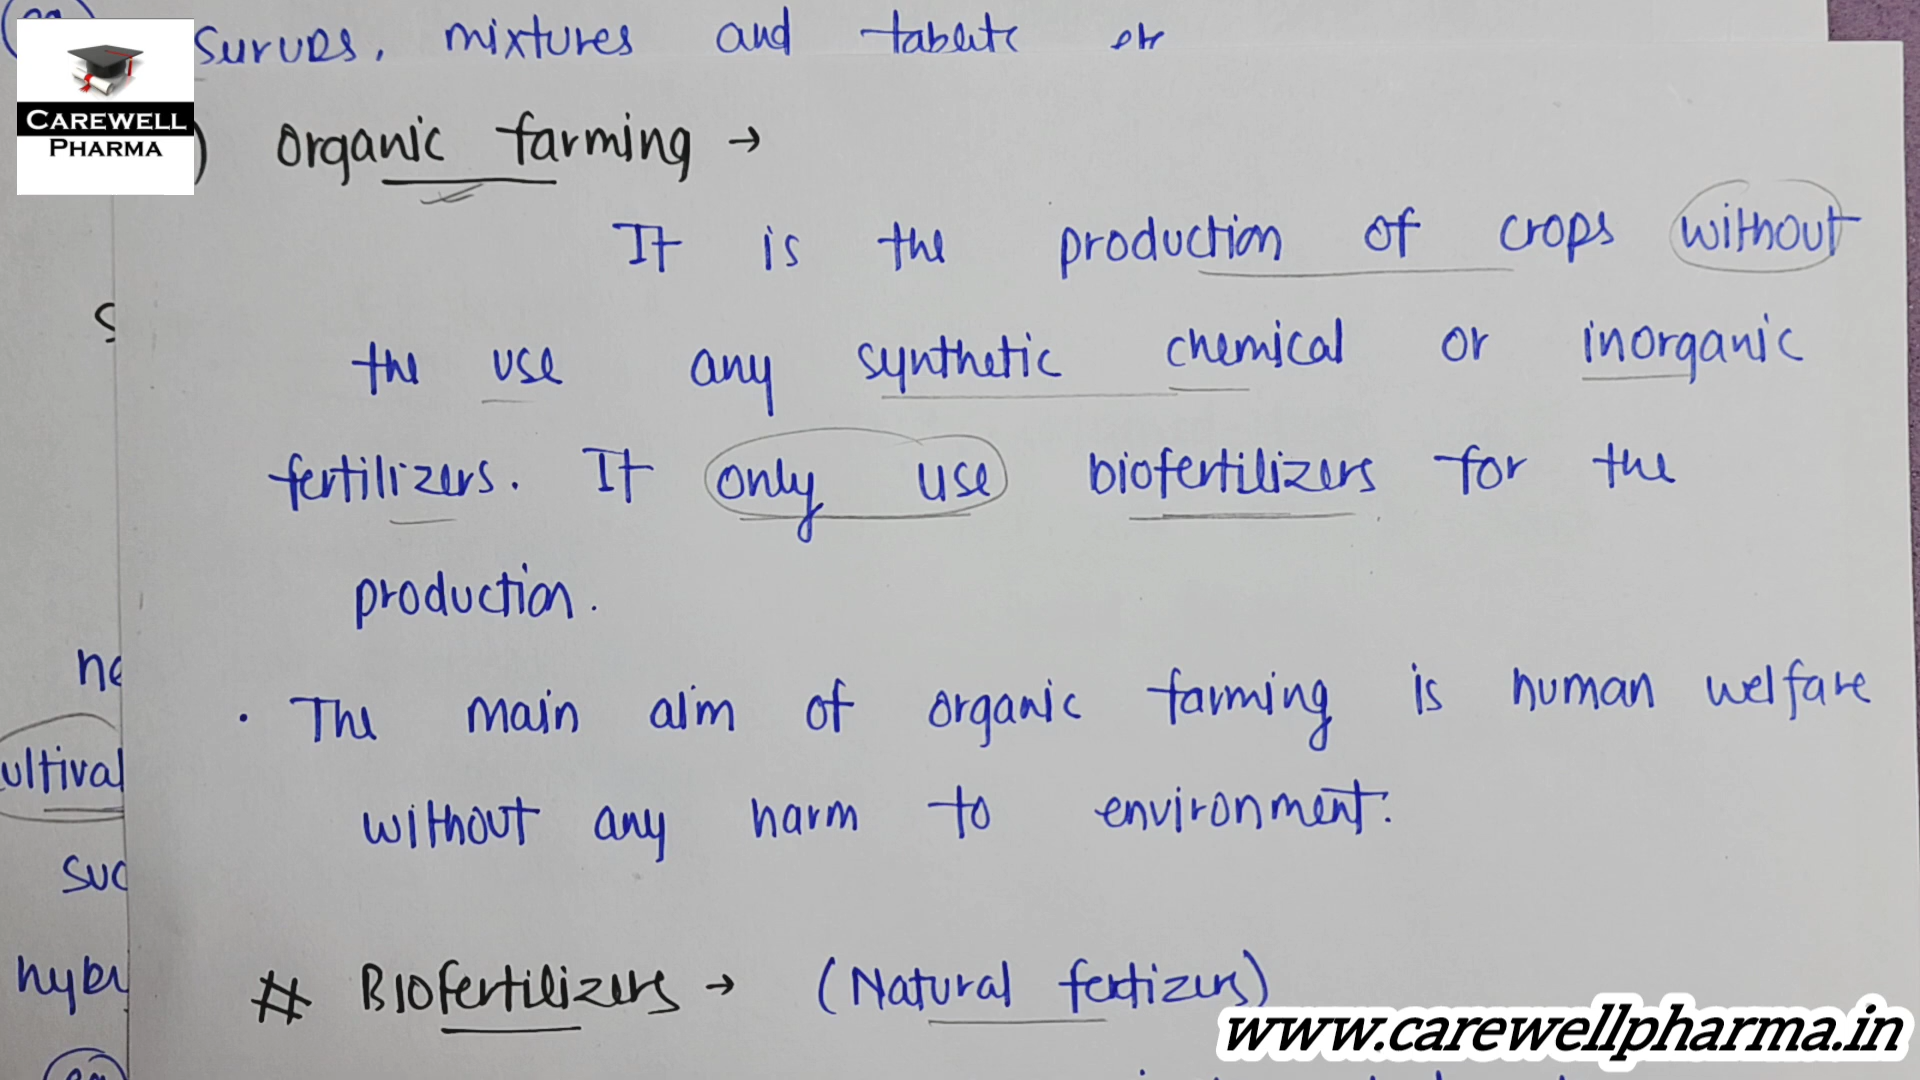 syrups, mixtures and tablets etc
CAREWELL
PHARMA
) Organic farming →
It is the production of crops without
the use any synthetic chemical or inorganic
fertilizers. It only use biofertilizers for the
production.
• The main aim of organic farming is human welfare
without any harm to environment.
# Biofertilizers → (Natural fertizers)
www.carewellpharma.in